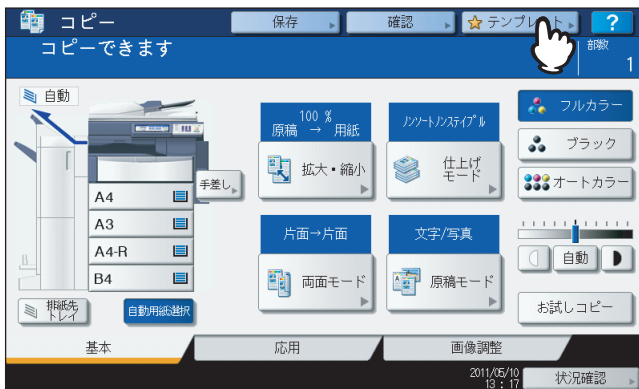 コピー
保存
確認
テンプレート
?
コピーできます
部数
1
自動
100 %
原稿 → 用紙
ノンソートノンステイプル
フルカラー
拡大・縮小
仕上げ
モード
ブラック
手差し
オートカラー
A4
A3
片面→片面
文字/写真
A4-R
自動
B4
両面モード
原稿モード
排紙先
トレイ
自動用紙選択
お試しコピー
基本
応用
画像調整
2011/05/10
13 : 17
状況確認